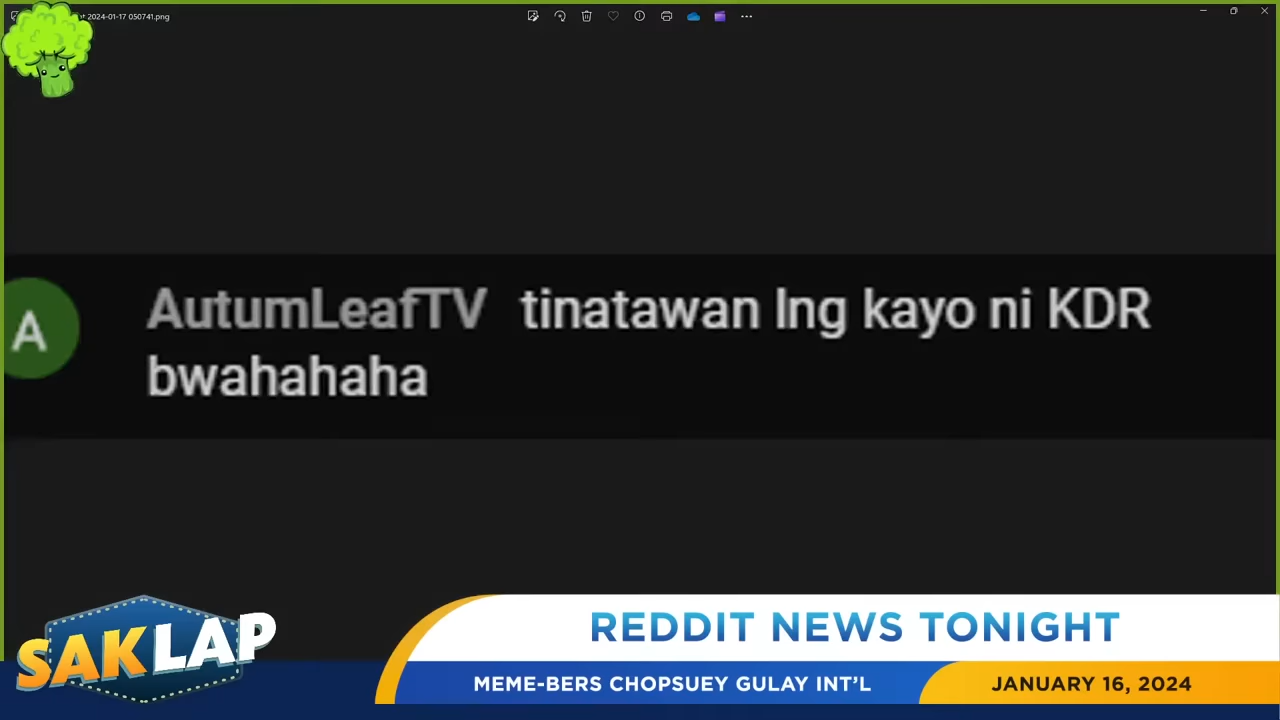 2024-01-17 050741.png
A
AutumLeafTV tinatawan lng kayo ni KDR
bwahahaha
SAKLAP
REDDIT NEWS TONIGHT
MEME-BERS CHOPSUEY GULAY INT'L
JANUARY 16, 2024